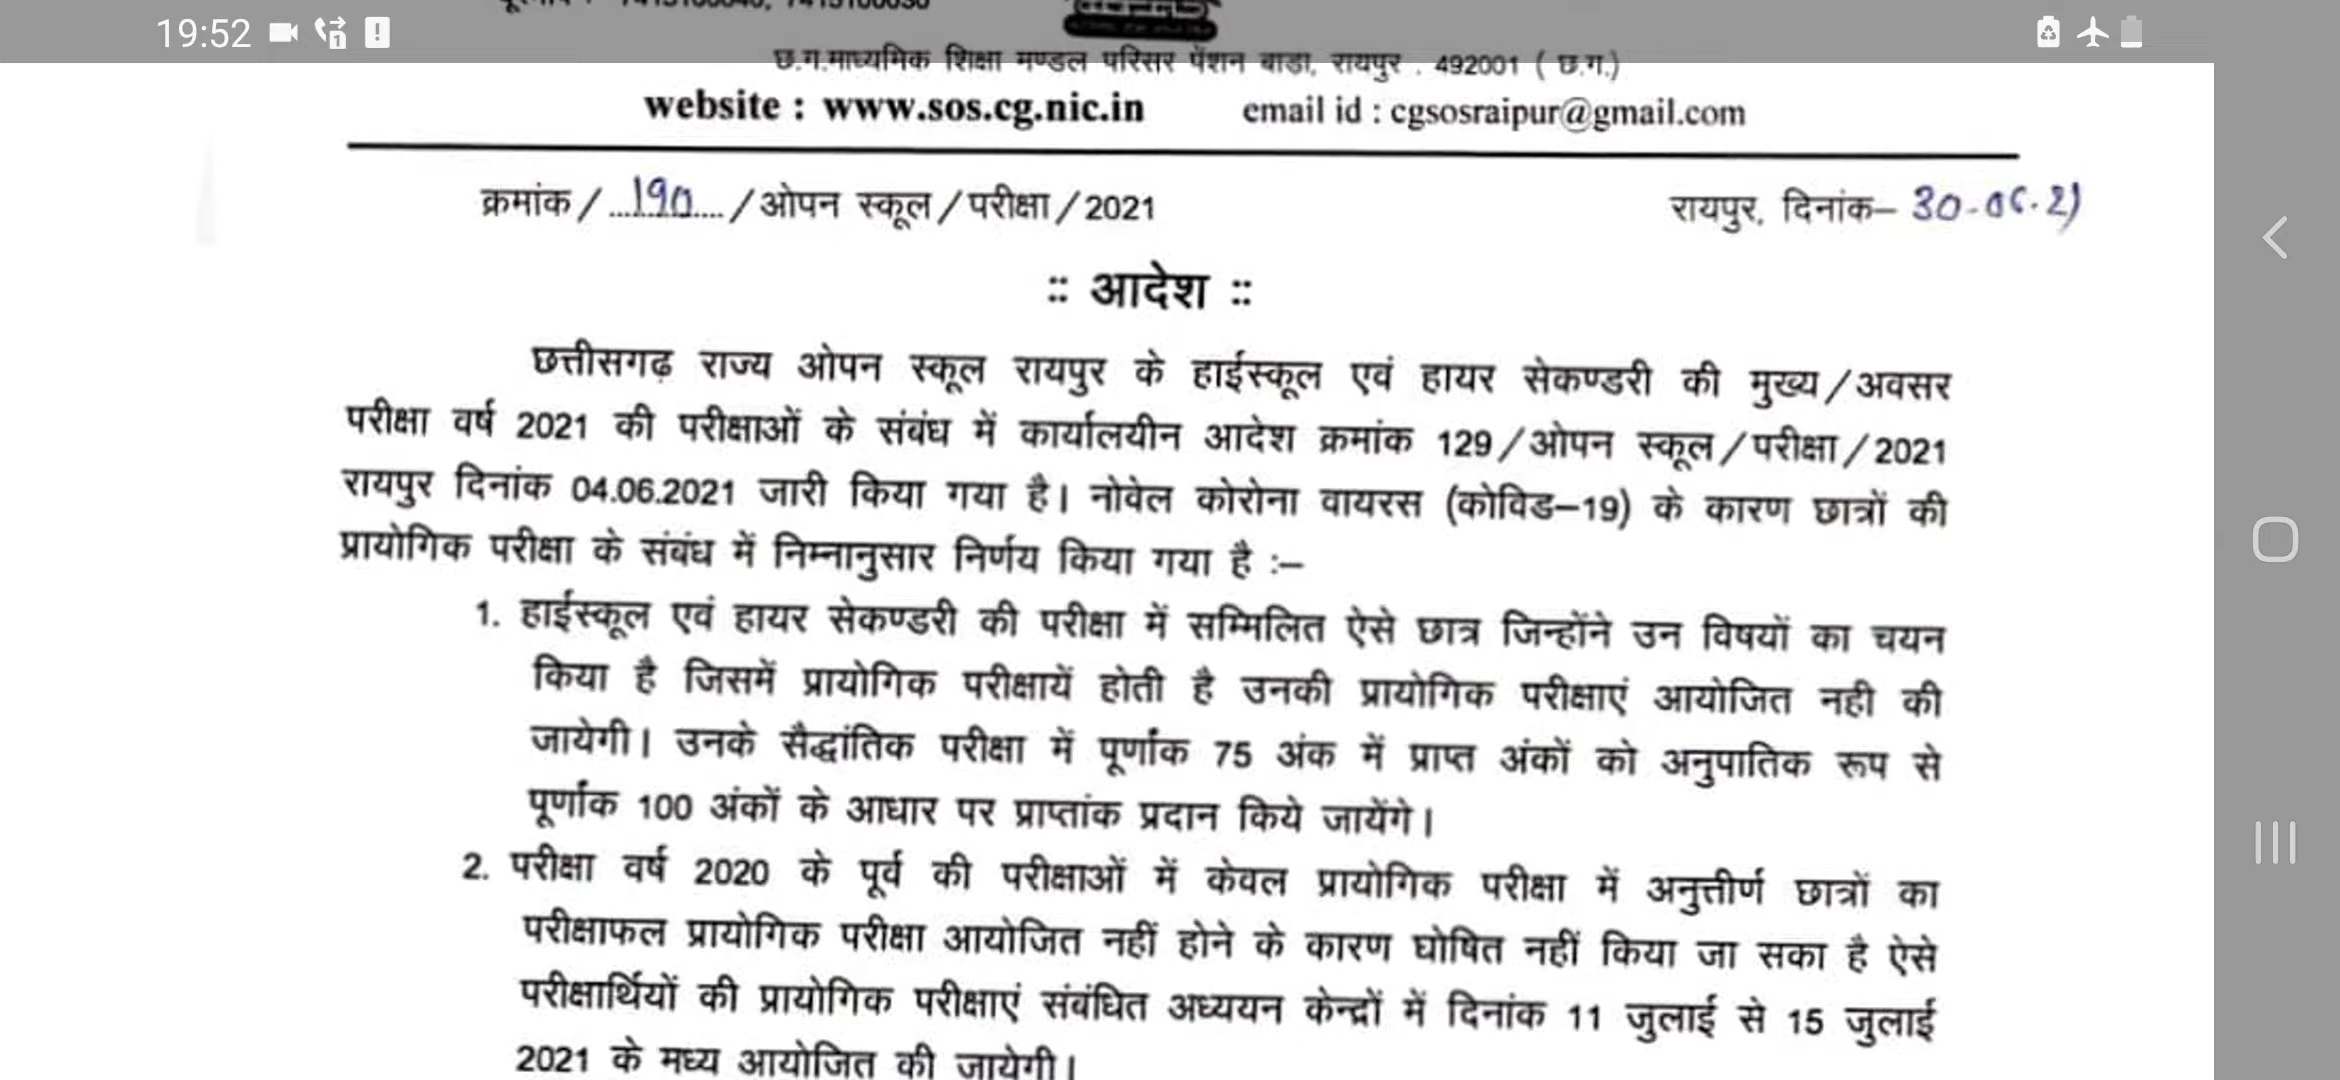 19:52
छ.ग.माध्यमिक शिक्षा मण्डल परिसर पेंशन बाडा, रायपुर . 492001 ( छ.ग.)
website : www.sos.cg.nic.in email id : cgsosraipur@gmail.com
क्रमांक / 190 / ओपन स्कूल / परीक्षा / 2021 रायपुर, दिनांक– 30-06-21
:: आदेश ::
छत्तीसगढ़ राज्य ओपन स्कूल रायपुर के हाईस्कूल एवं हायर सेकण्डरी की मुख्य / अवसर
परीक्षा वर्ष 2021 की परीक्षाओं के संबंध में कार्यालयीन आदेश क्रमांक 129 / ओपन स्कूल / परीक्षा / 2021
रायपुर दिनांक 04.06.2021 जारी किया गया है। नोवेल कोरोना वायरस (कोविड–19) के कारण छात्रों की
प्रायोगिक परीक्षा के संबंध में निम्नानुसार निर्णय किया गया है :–
1. हाईस्कूल एवं हायर सेकण्डरी की परीक्षा में सम्मिलित ऐसे छात्र जिन्होंने उन विषयों का चयन
किया है जिसमें प्रायोगिक परीक्षायें होती है उनकी प्रायोगिक परीक्षाएं आयोजित नही की
जायेगी। उनके सैद्धांतिक परीक्षा में पूर्णांक 75 अंक में प्राप्त अंकों को अनुपातिक रूप से
पूर्णांक 100 अंकों के आधार पर प्राप्तांक प्रदान किये जायेंगे।
2. परीक्षा वर्ष 2020 के पूर्व की परीक्षाओं में केवल प्रायोगिक परीक्षा में अनुत्तीर्ण छात्रों का
परीक्षाफल प्रायोगिक परीक्षा आयोजित नहीं होने के कारण घोषित नहीं किया जा सका है ऐसे
परीक्षार्थियों की प्रायोगिक परीक्षाएं संबंधित अध्ययन केन्द्रों में दिनांक 11 जुलाई से 15 जुलाई
2021 के मध्य आयोजित की जायेगी।